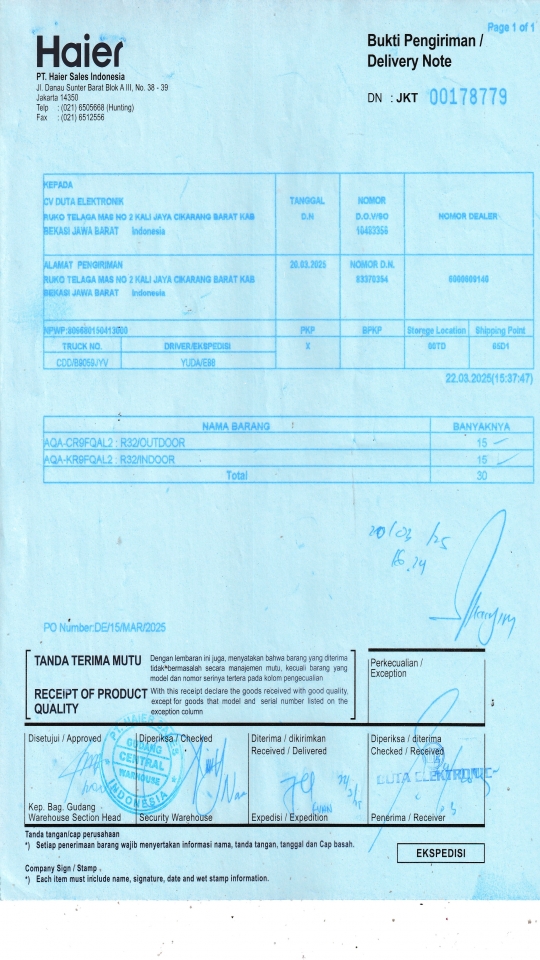 Page 1 of 1
Haier
Bukti Pengiriman /
Delivery Note
PT. Haier Sales Indonesia
Jl. Danau Sunter Barat Blok A III, No. 38 - 39
Jakarta 14350
Telp : (021) 6505668 (Hunting)
Fax : (021) 6512556
DN : JKT 00178779
KEPADA
CV DUTA ELEKTRONIK
TANGGAL
NOMOR
RUKO TELAGA MAS NO 2 KALI JAYA CIKARANG BARAT KAB
D.N
D.O./SO
NOMOR DEALER
BEKASI JAWA BARAT Indonesia
ALAMAT PENGIRIMAN
20.03.2025
NOMOR D.N.
RUKO TELAGA MAS NO 2 KALI JAYA CIKARANG BARAT KAB
83370354
BEKASI JAWA BARAT Indonesia
PKP
BPKP
Storage Location
Shipping Point
TRUCK NO.
DRIVER/EKSPEDISI
X
CDD/B9059JYV
22.03.2025(15:37:47)
NAMA BARANG
BANYAKNYA
AQA-CR9FQAL2 : R32/OUTDOOR
15
AQA-KR9FQAL2 : R32/INDOOR
15
Total
30
PO Number:DE/15/MAR/2025
TANDA TERIMA MUTU
Dengan lembaran ini juga, menyatakan bahwa barang yang diterima
tidak bermasalah secara manajemen mutu, kecuali barang yang
model dan nomor serinya tertera pada kolom pengecualian
RECEIPT OF PRODUCT
QUALITY
With this receipt declare the goods received with good quality,
except for goods that model and serial number listed on the
exception column
Perkecualian /
Exception
Disetujui / Approved
Diperiksa / Checked
Diterima / dikirimkan
Received / Delivered
Diperiksa / diterima
Checked / Received
GUDANG
CENTRAL
WAREHOUSE
INDONESIA
DUTA ELEKTRONIC
Kep. Bag. Gudang
Warehouse Section Head
Security Warehouse
Expedisi / Expedition
Penerima / Receiver
Tanda tangan/cap perusahaan
*) Setiap penerimaan barang wajib menyertakan informasi nama, tanda tangan, tanggal dan Cap basah.
EKSPEDISI
Company Sign / Stamp .
*) Each item must include name, signature, date and wet stamp information.